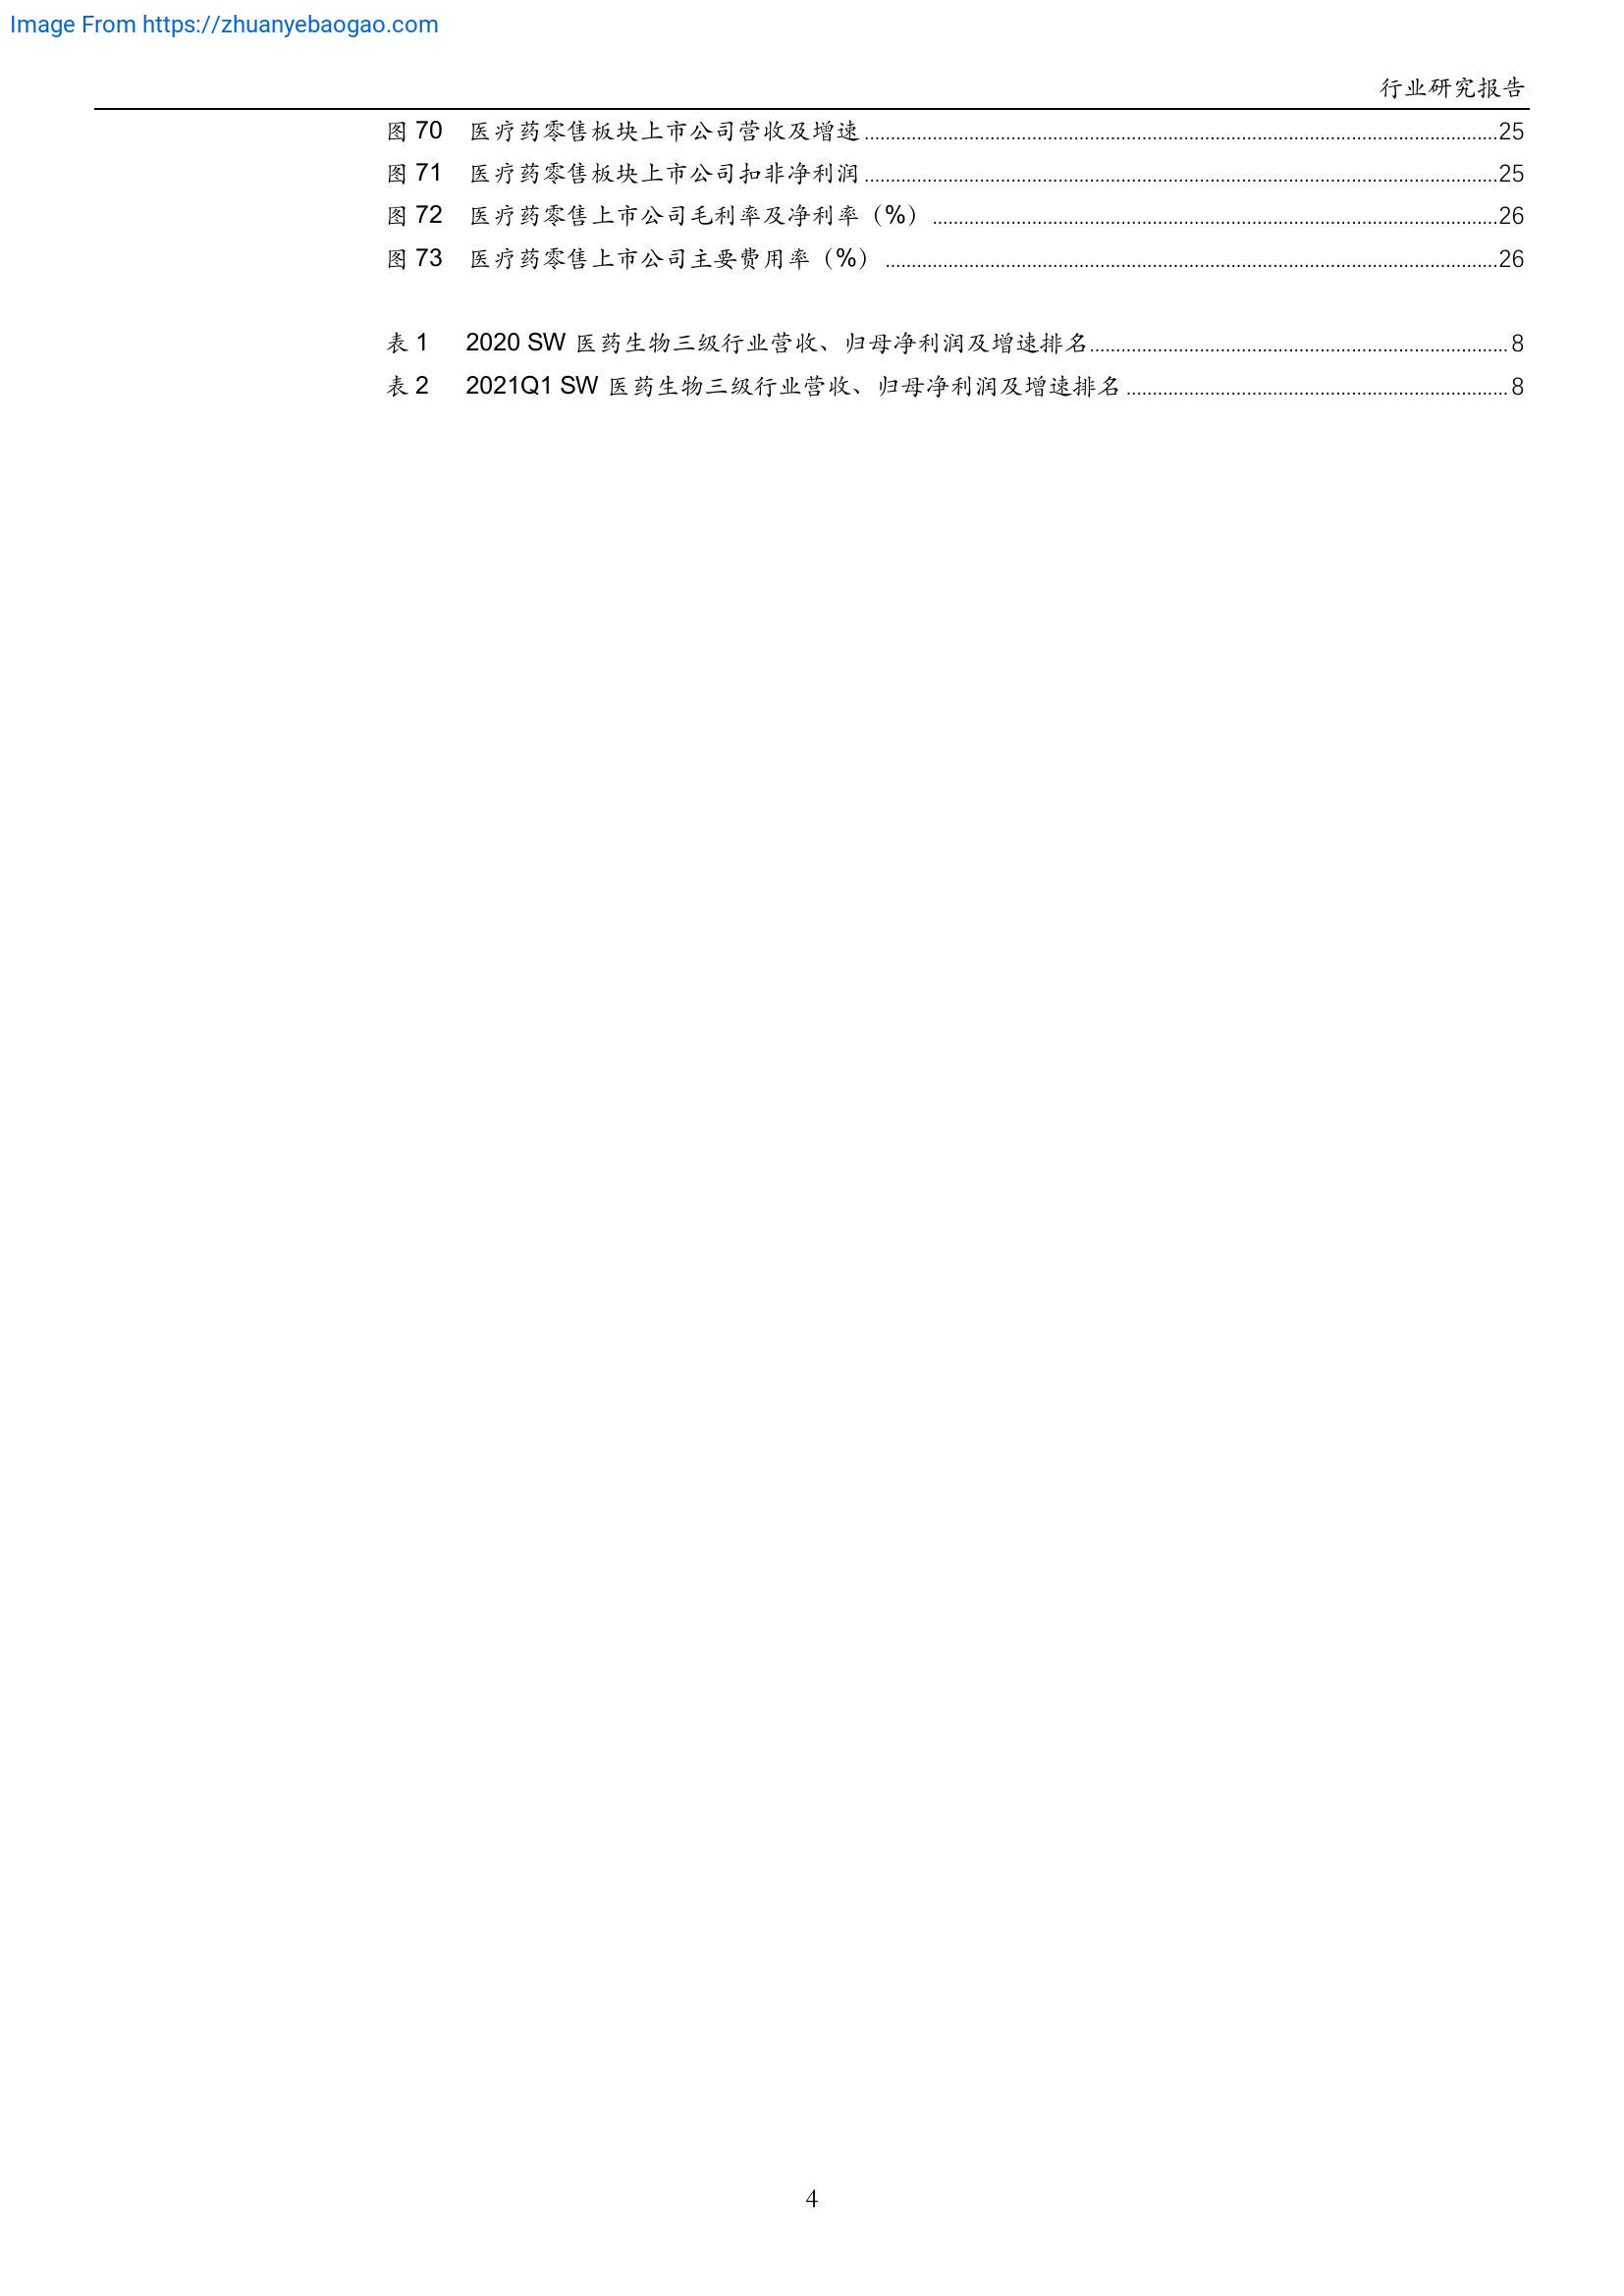 Image From https://zhuanyebaogao.com
行业研究报告
图 70 医疗药零售板块上市公司营收及增速 ........................................................................................................25
图 71 医疗药零售板块上市公司扣非净利润 ........................................................................................................25
图 72 医疗药零售上市公司毛利率及净利率（%） ............................................................................................26
图 73 医疗药零售上市公司主要费用率（%） ....................................................................................................26
表 1 2020 SW 医药生物三级行业营收、归母净利润及增速排名.................................................................... 8
表 2 2021Q1 SW 医药生物三级行业营收、归母净利润及增速排名 .............................................................. 8
4